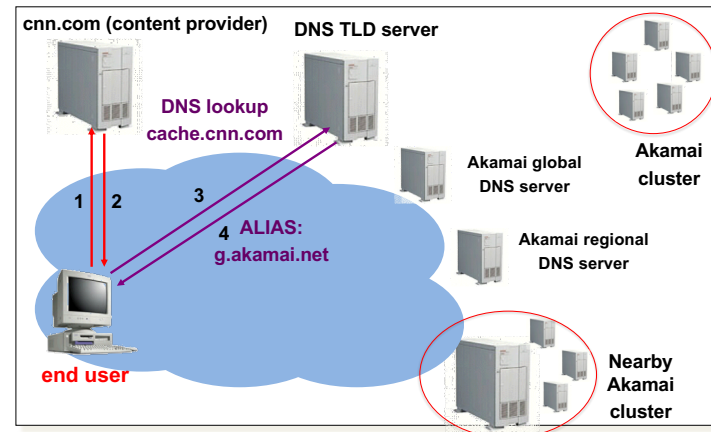 cnn.com (content provider)
DNS TLD server
DNS lookup
cache.cnn.com
Akamai
cluster
Akamai global
DNS server
1
2
3
4
ALIAS:
g.akamai.net
Akamai regional
DNS server
end user
Nearby
Akamai
cluster